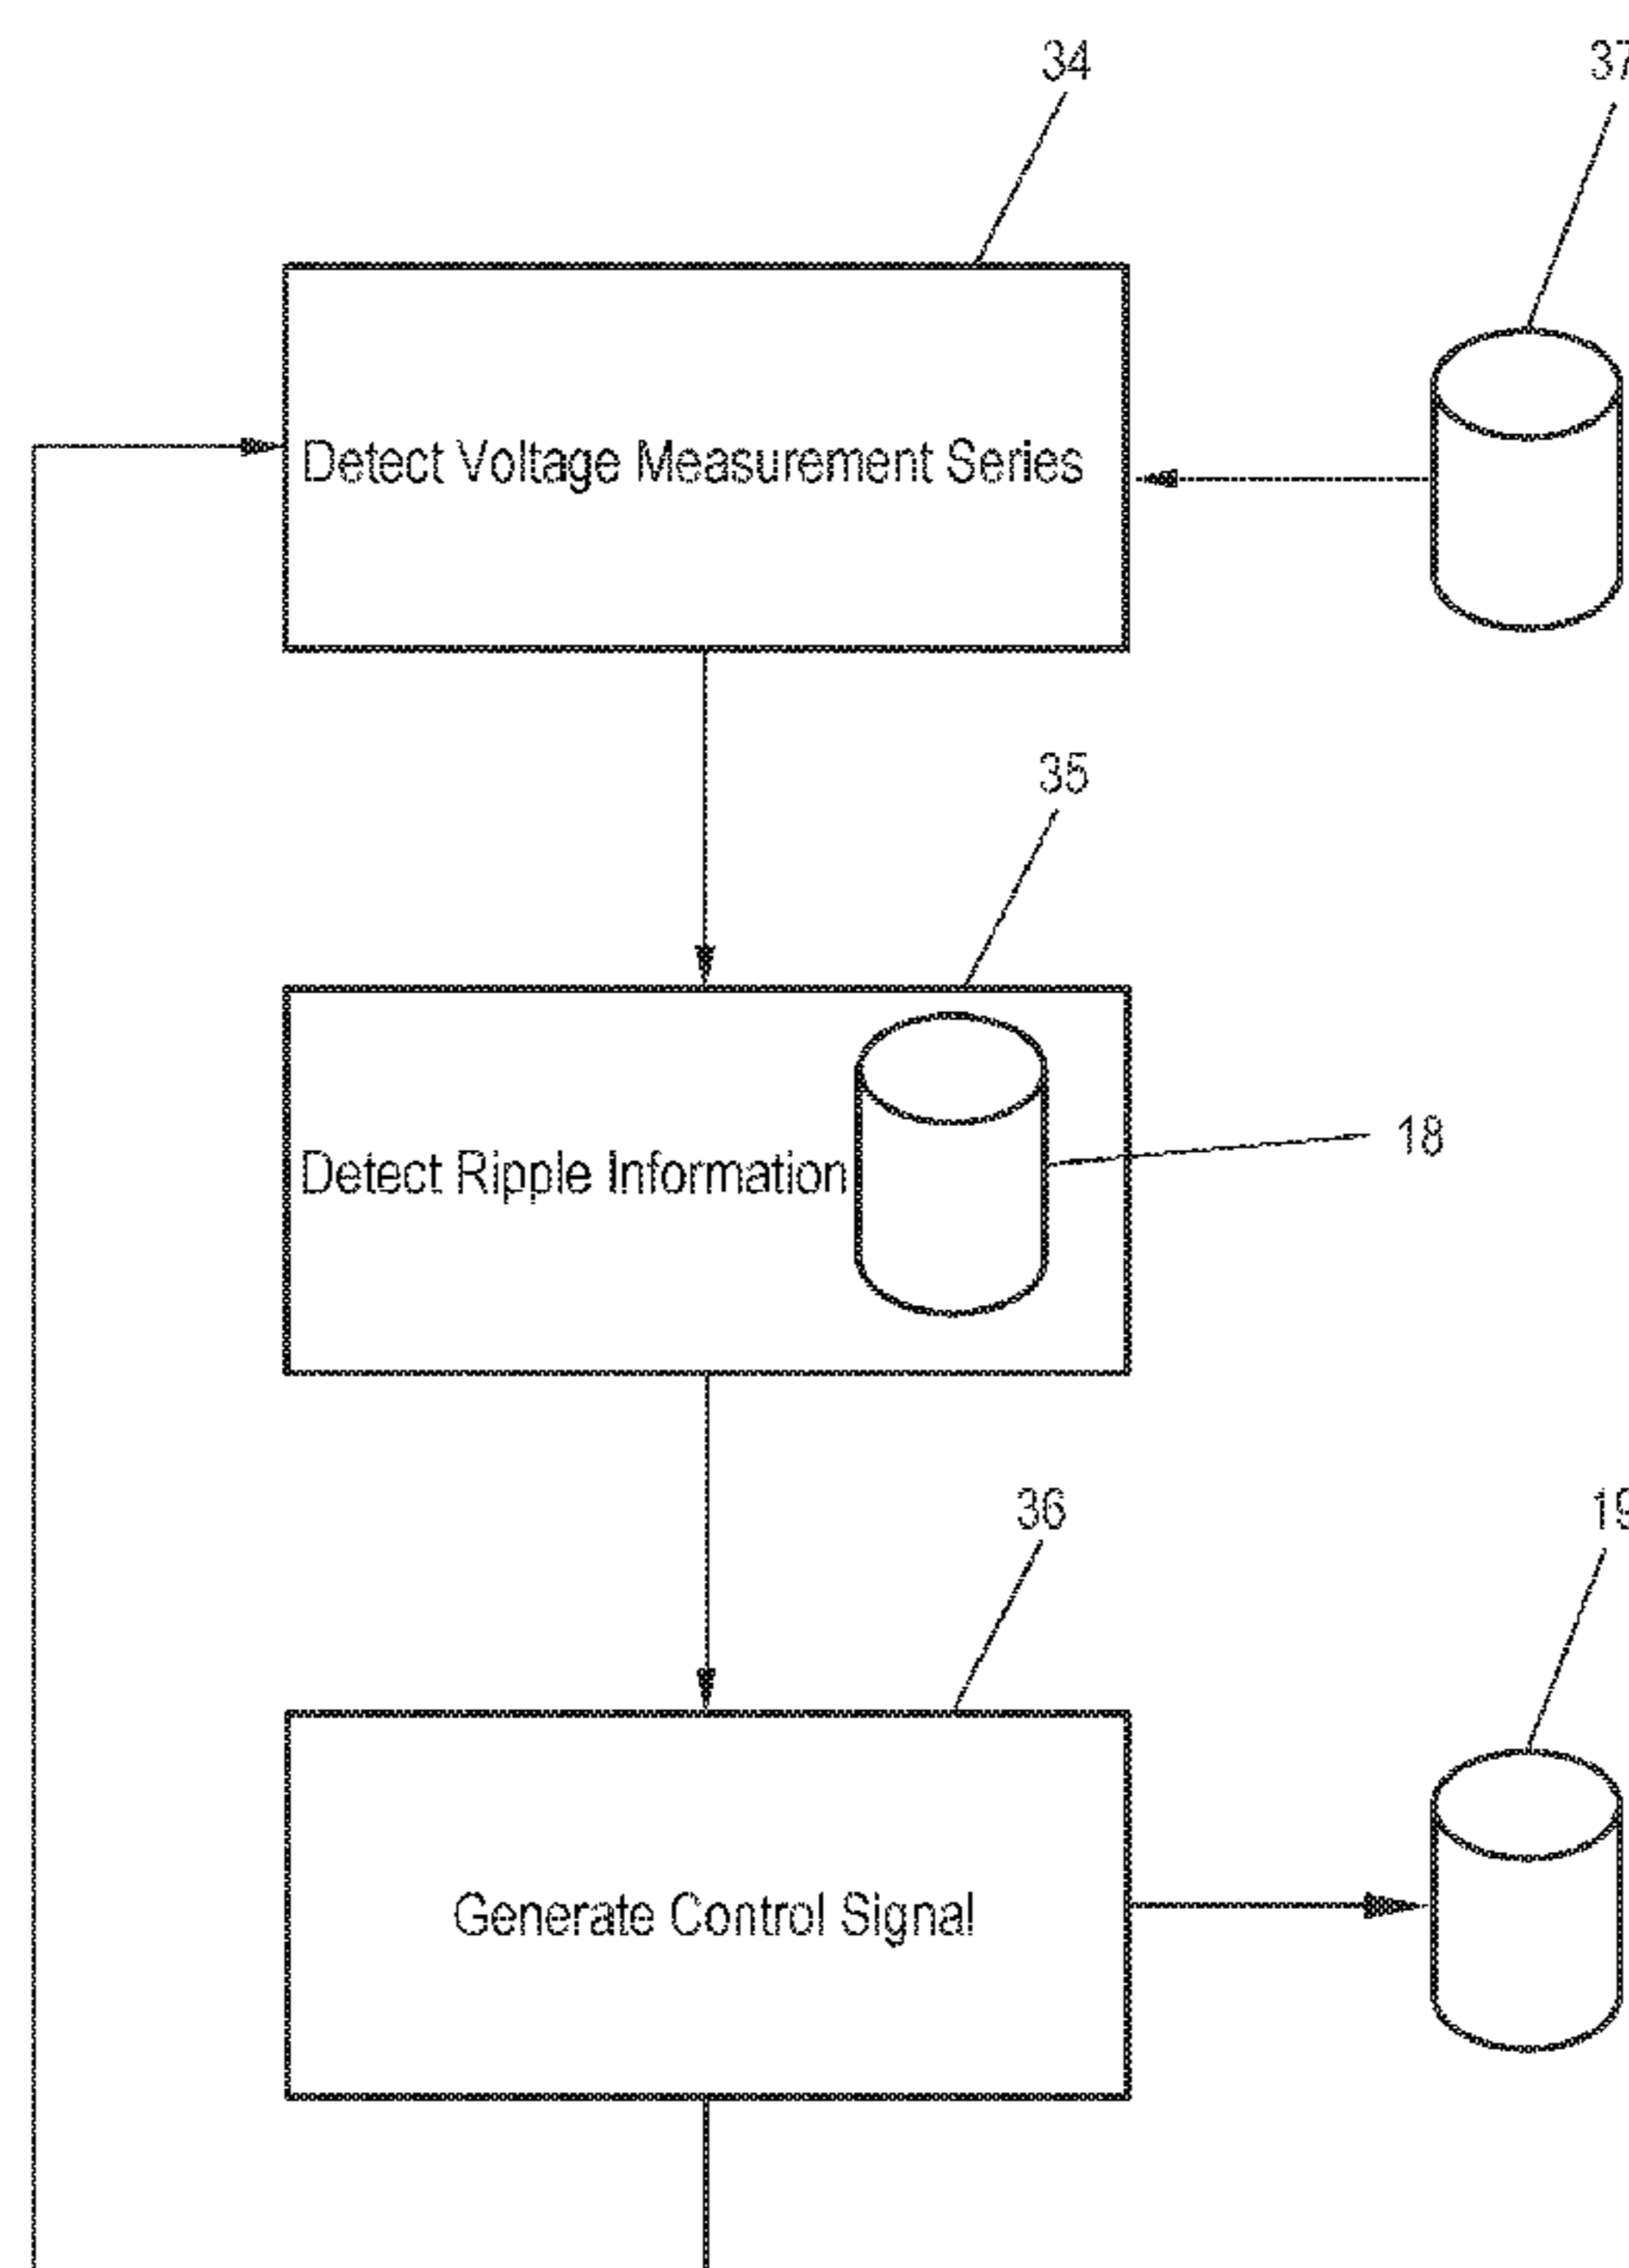 34
37
Detect Voltage Measurement Series
35
Detect Ripple Information
18
36
19
Generate Control Signal